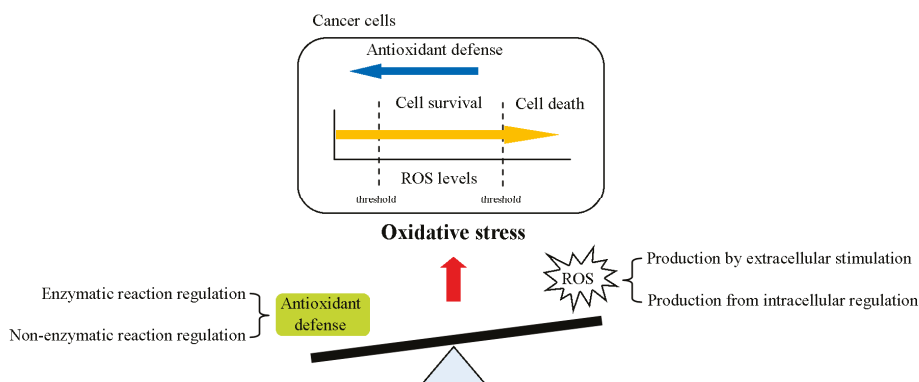 Cancer cells
Antioxidant defense
Cell survival
Cell death
ROS levels
threshold
threshold
Oxidative stress
Enzymatic reaction regulation
Non-enzymatic reaction regulation
Antioxidant
defense
ROS
Production by extracellular stimulation
Production from intracellular regulation